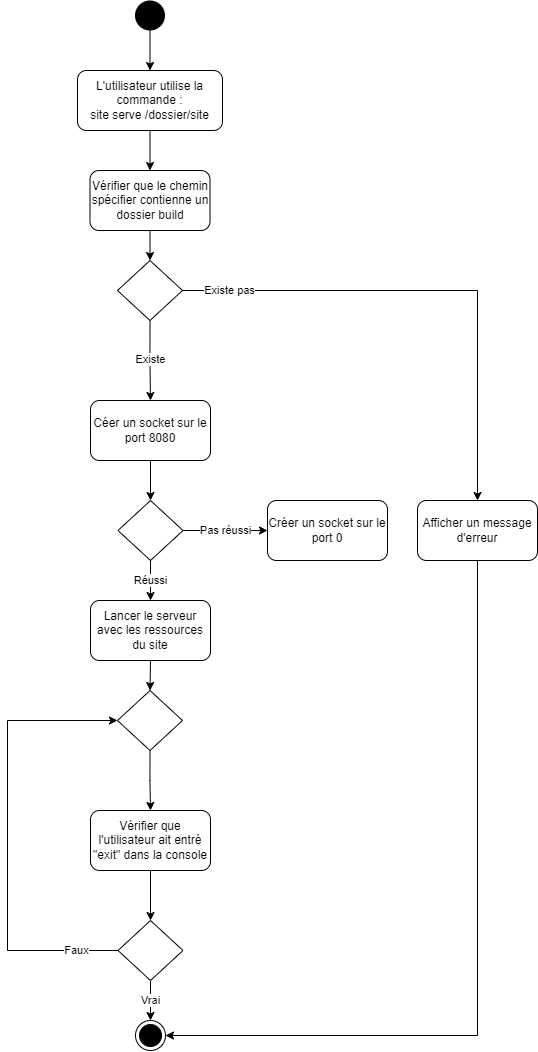 L'utilisateur utilise la
commande :
site serve /dossier/site
Vérifier que le chemin
spécifier contienne un
dossier build
Existe pas
Existe
Céer un socket sur le
port 8080
Pas réussi
Créer un socket sur le
port 0
Afficher un message
d'erreur
Réussi
Lancer le serveur
avec les ressources
du site
Vérifier que
l'utilisateur ait entré
"exit" dans la console
Faux
Vrai